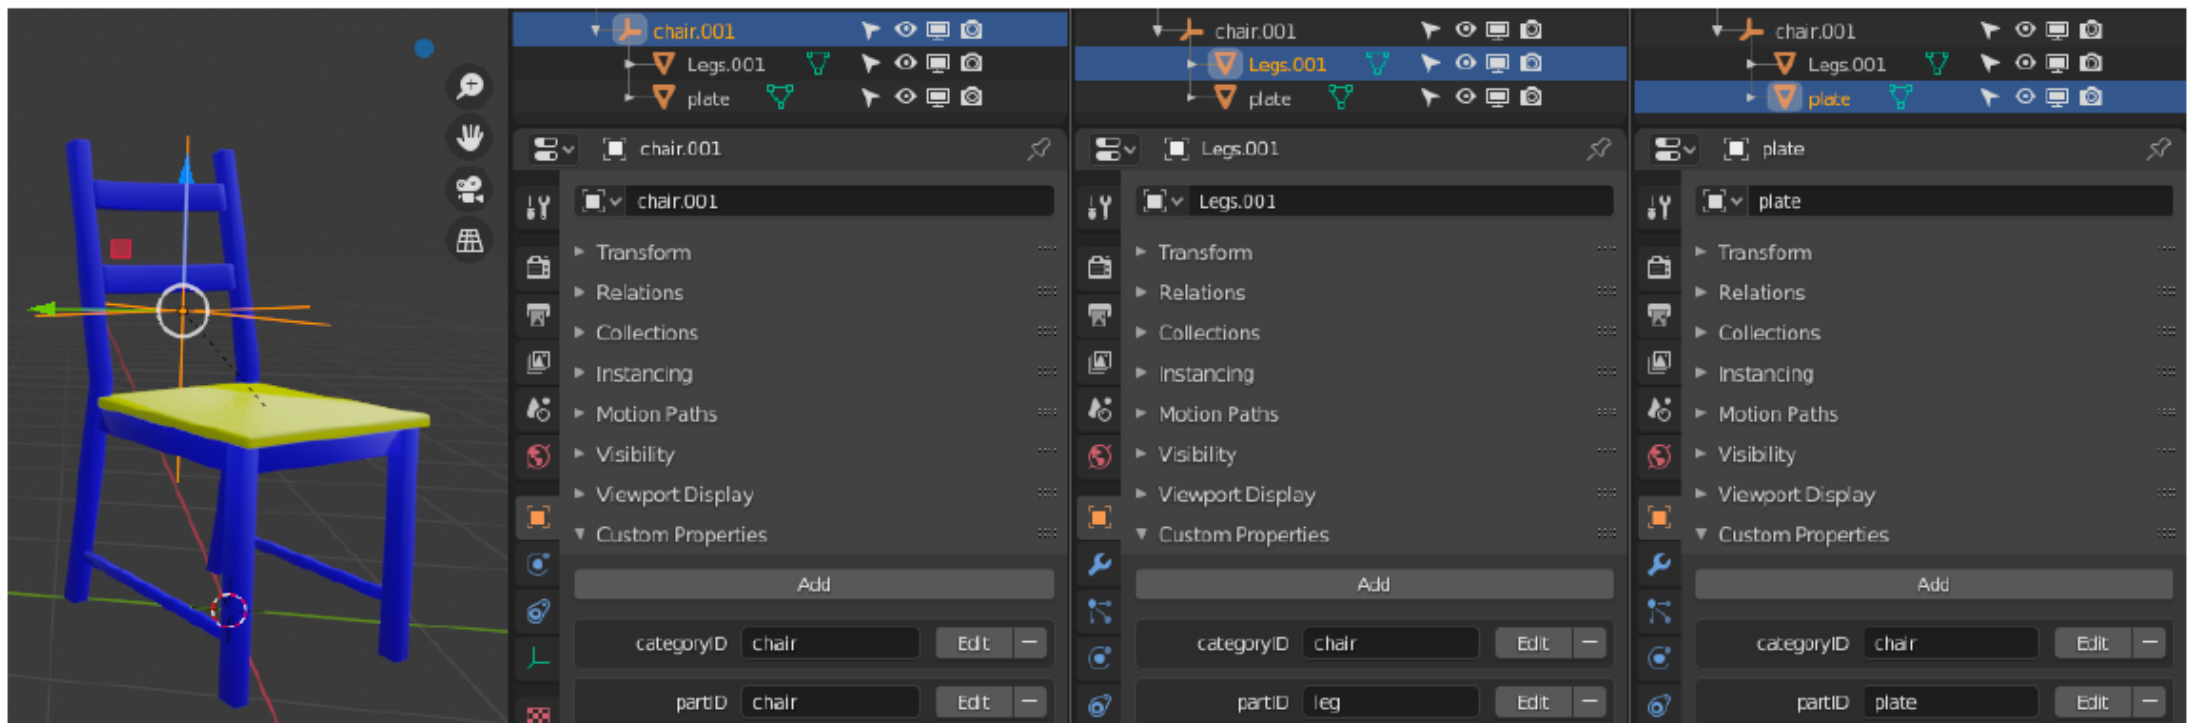 chair.001
Legs.001
plate
chair.001
chair.001
Transform
Relations
Collections
Instancing
Motion Paths
Visibility
Viewport Display
Custom Properties
Add
categoryID chair Edit
partID chair Edit
chair.001
Legs.001
plate
Legs.001
Legs.001
Transform
Relations
Collections
Instancing
Motion Paths
Visibility
Viewport Display
Custom Properties
Add
categoryID chair Edit
partID leg Edit
chair.001
Legs.001
plate
plate
plate
Transform
Relations
Collections
Instancing
Motion Paths
Visibility
Viewport Display
Custom Properties
Add
categoryID chair Edit
partID plate Edit